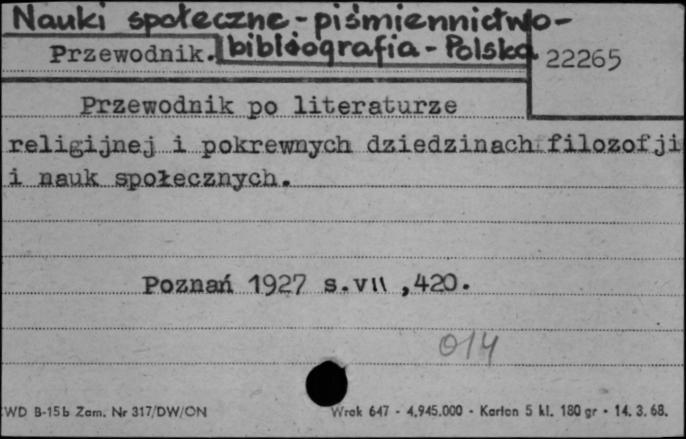 Nauki społeczne - piśmiennictwo-
bibliografia - Polska
Przewodnik.
22265
Przewodnik po literaturze
religijnej i pokrewnych dziedzinach filozofji
i nauk społecznych.
Poznań 1927 s.VII ,420.
014
WD B-15b Zam. Nr 317/DW/ON Wrak 647 - 4,945.000 - Karton 5 kl. 180 gr - 14. 3. 68.